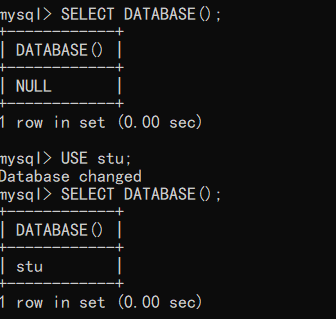 mysql> SELECT DATABASE();
+------------+
| DATABASE() |
+------------+
| NULL       |
+------------+
1 row in set (0.00 sec)
mysql> USE stu;
Database changed
mysql> SELECT DATABASE();
+------------+
| DATABASE() |
+------------+
| stu        |
+------------+
1 row in set (0.00 sec)